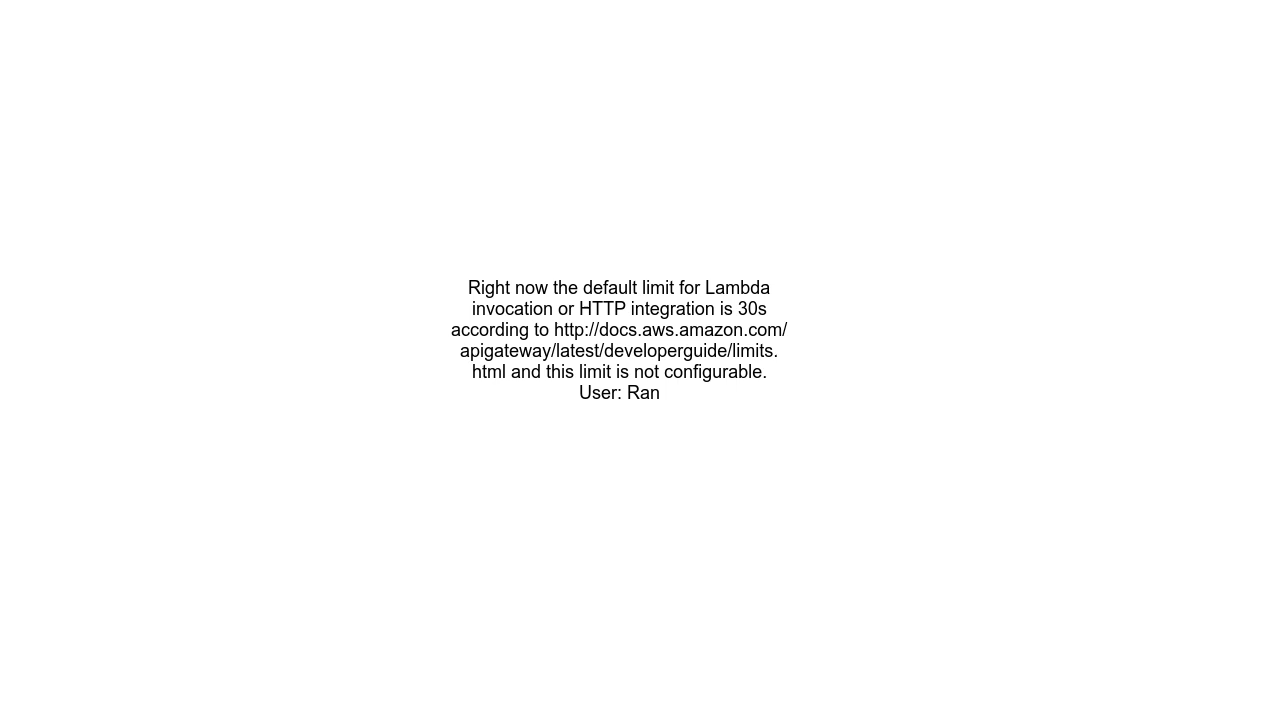 Right now the default limit for Lambda
invocation or HTTP integration is 30s
according to http://docs.aws.amazon.com/
apigateway/latest/developerguide/limits.
html and this limit is not configurable.
User: Ran